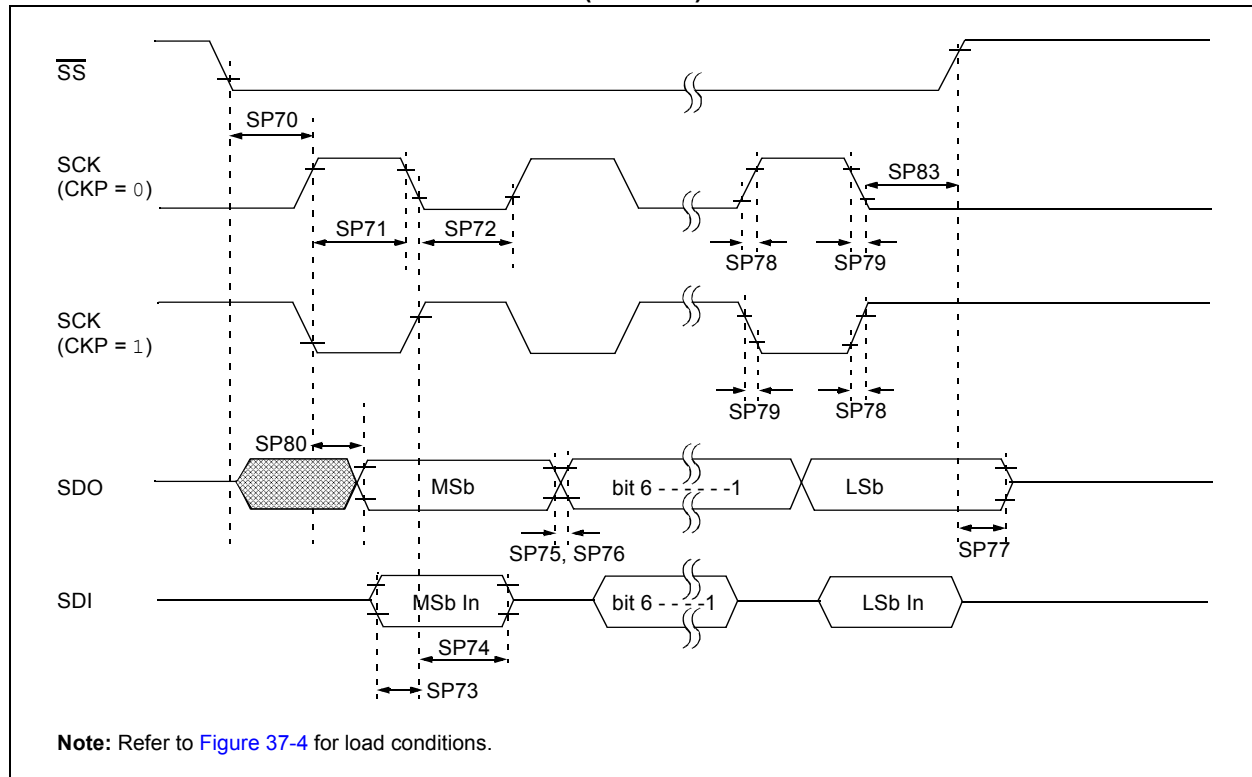 SS
SP70
SCK
(CKP = 0)
SP83
SP71
SP72
SP78
SP79
SCK
(CKP = 1)
SP79
SP78
SP80
SDO
MSb
bit 6 - - - - - -1
LSb
SP75, SP76
SP77
SDI
MSb In
bit 6 - - - -1
LSb In
SP74
SP73
Note: Refer to Figure 37-4 for load conditions.